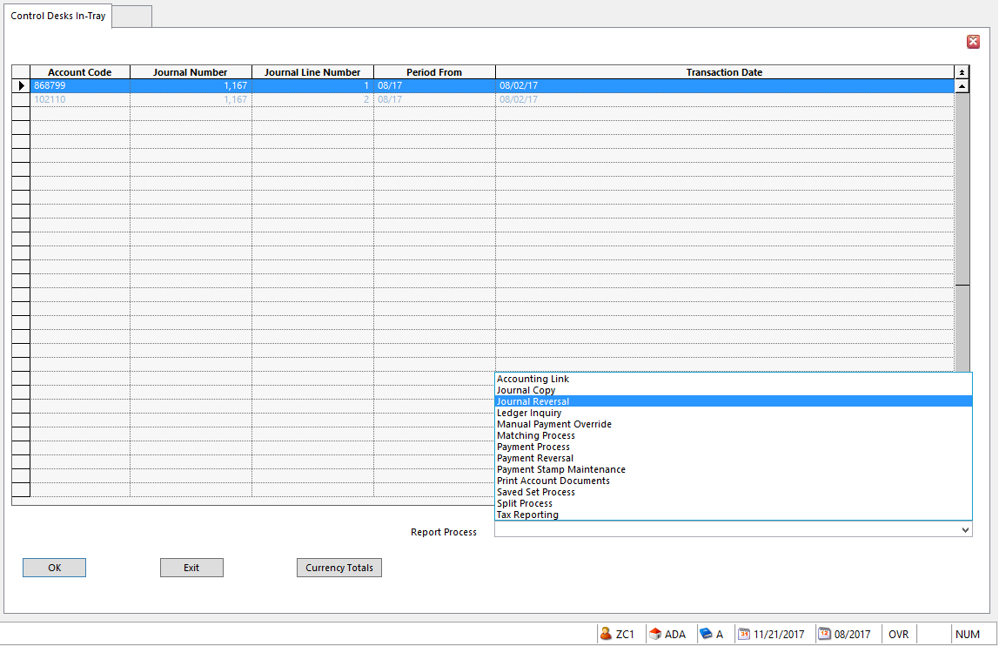 Control Desks In-Tray
Account Code Journal Number Journal Line Number Period From Transaction Date
868799 1,167 1 08/17 08/02/17
102110 1,167 2 08/17 08/02/17
Accounting Link
Journal Copy
Journal Reversal
Ledger Inquiry
Manual Payment Override
Matching Process
Payment Process
Payment Reversal
Payment Stamp Maintenance
Print Account Documents
Saved Set Process
Split Process
Tax Reporting
Report Process
OK Exit Currency Totals
ZC1 ADA A 31 11/21/2017 12 08/2017 OVR NUM